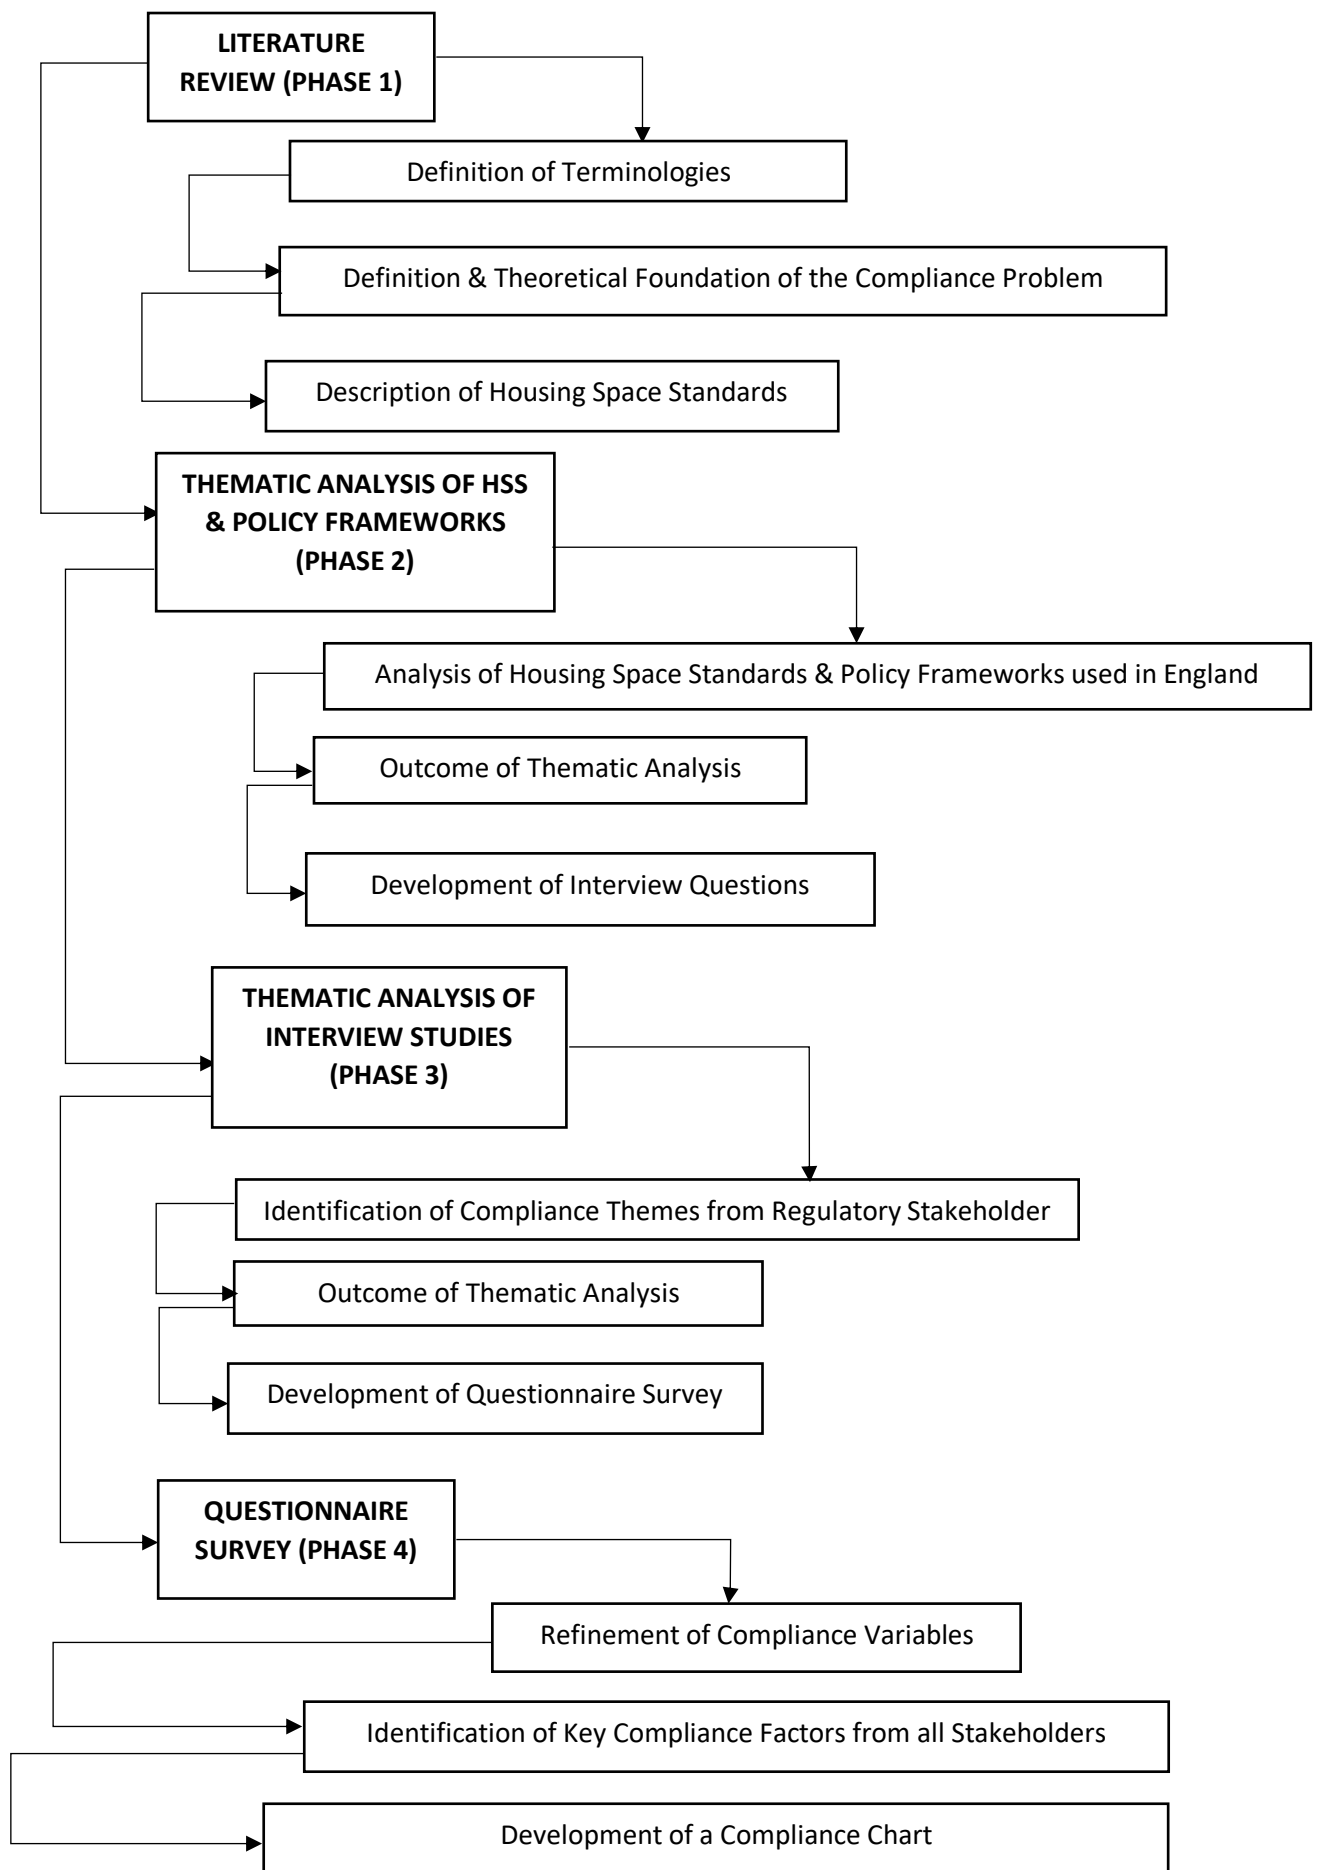 LITERATURE
REVIEW (PHASE 1)
Definition of Terminologies
Definition & Theoretical Foundation of the Compliance Problem
Description of Housing Space Standards
THEMATIC ANALYSIS OF HSS
& POLICY FRAMEWORKS
(PHASE 2)
Analysis of Housing Space Standards & Policy Frameworks used in England
Outcome of Thematic Analysis
Development of Interview Questions
THEMATIC ANALYSIS OF
INTERVIEW STUDIES
(PHASE 3)
Identification of Compliance Themes from Regulatory Stakeholder
Outcome of Thematic Analysis
Development of Questionnaire Survey
QUESTIONNAIRE
SURVEY (PHASE 4)
Refinement of Compliance Variables
Identification of Key Compliance Factors from all Stakeholders
Development of a Compliance Chart